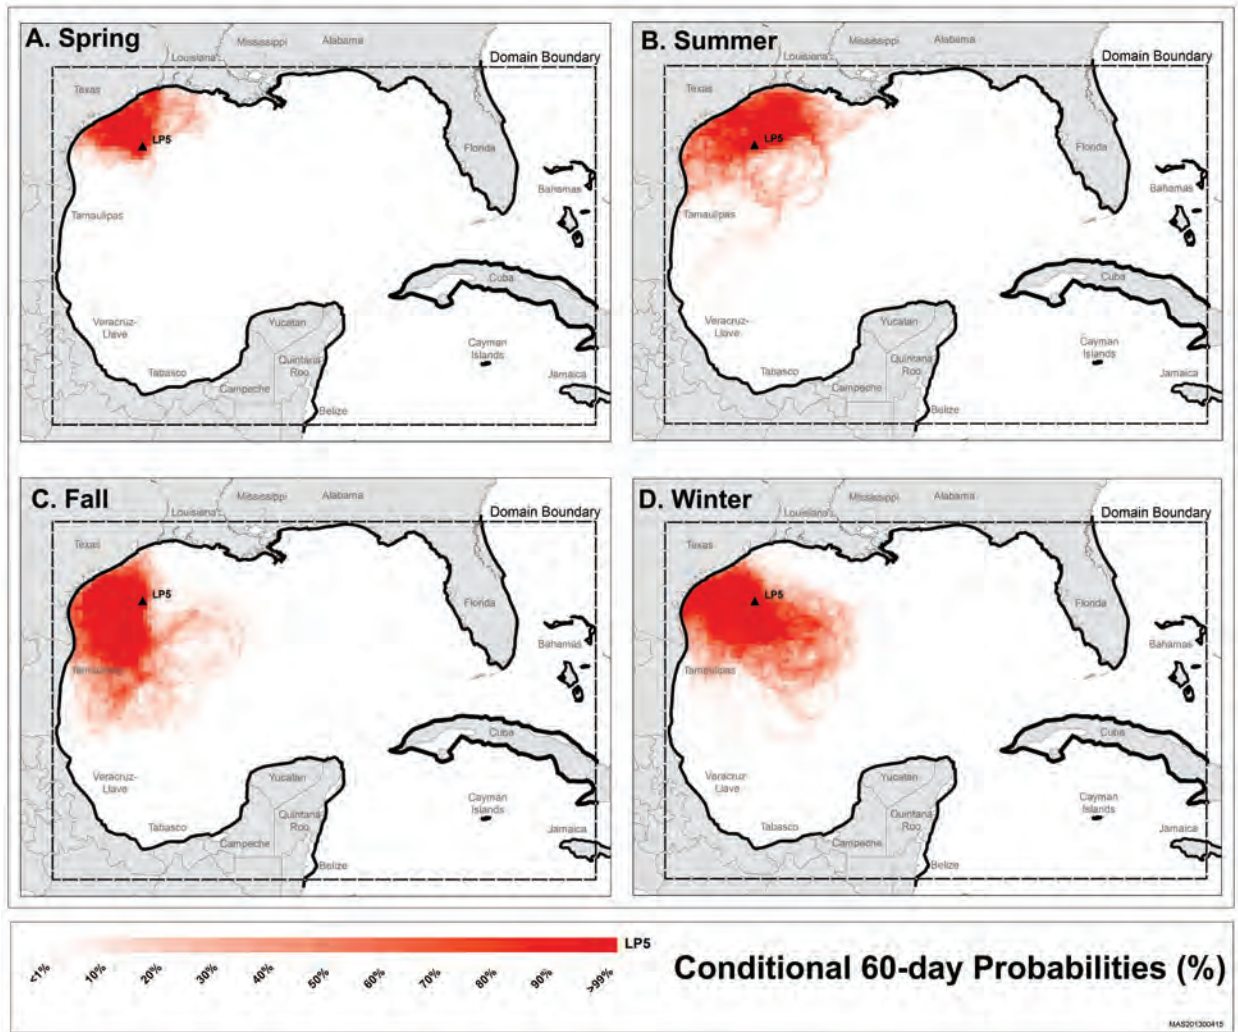 A. Spring
Mississippi
Alabama
Louisiana
Domain Boundary
Texas
LP5
Florida
Bahamas
Tamaulipas
Cuba
Veracruz-
Llave
Yucatan
Cayman
Islands
Quintana
Roo
Tabasco
Campeche
Jamaica
Belize
B. Summer
Mississippi
Alabama
Louisiana
Domain Boundary
Texas
LP5
Florida
Bahamas
Tamaulipas
Cuba
Veracruz-
Llave
Yucatan
Cayman
Islands
Quintana
Roo
Tabasco
Campeche
Jamaica
Belize
C. Fall
Mississippi
Alabama
Louisiana
Domain Boundary
Texas
LP5
Florida
Bahamas
Tamaulipas
Cuba
Veracruz-
Llave
Yucatan
Cayman
Islands
Quintana
Roo
Tabasco
Campeche
Jamaica
Belize
D. Winter
Mississippi
Alabama
Louisiana
Domain Boundary
Texas
LP5
Florida
Bahamas
Tamaulipas
Cuba
Veracruz
Llave
Yucatan
Cayman
Islands
Quintana
Roo
Tabasco
Campeche
Jamaica
Belize
LP5
<1% 10% 20% 30% 40% 50% 60% 70% 80% 90% >99%
Conditional 60-day Probabilities (%)
MAS201300415